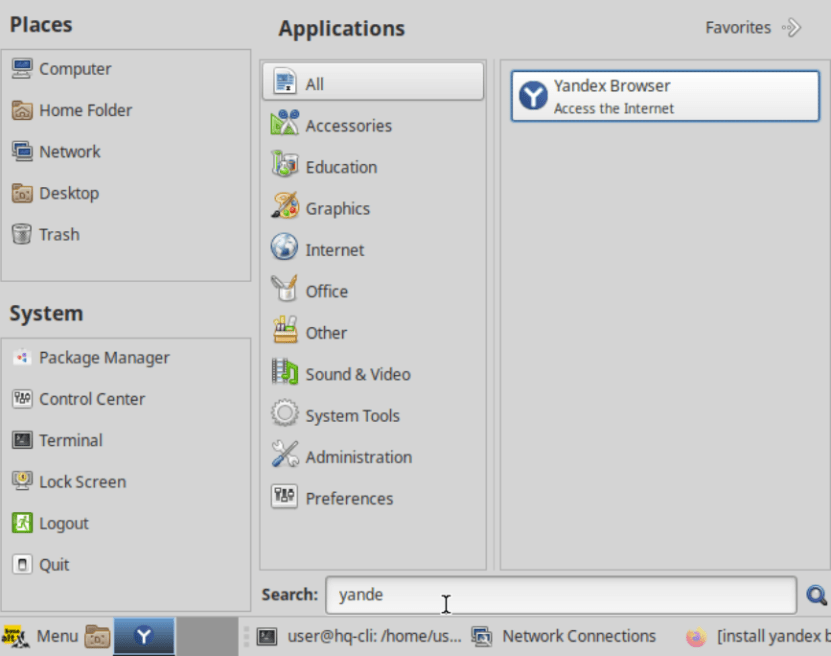 Places
Computer
Home Folder
Network
Desktop
Trash
System
Package Manager
Control Center
Terminal
Lock Screen
Logout
Quit
Applications
Favorites
All
Accessories
Education
Graphics
Internet
Office
Other
Sound & Video
System Tools
Administration
Preferences
Yandex Browser
Access the Internet
Search: yande
Menu
user@hq-cli: /home/us...
Network Connections
[install yandex b